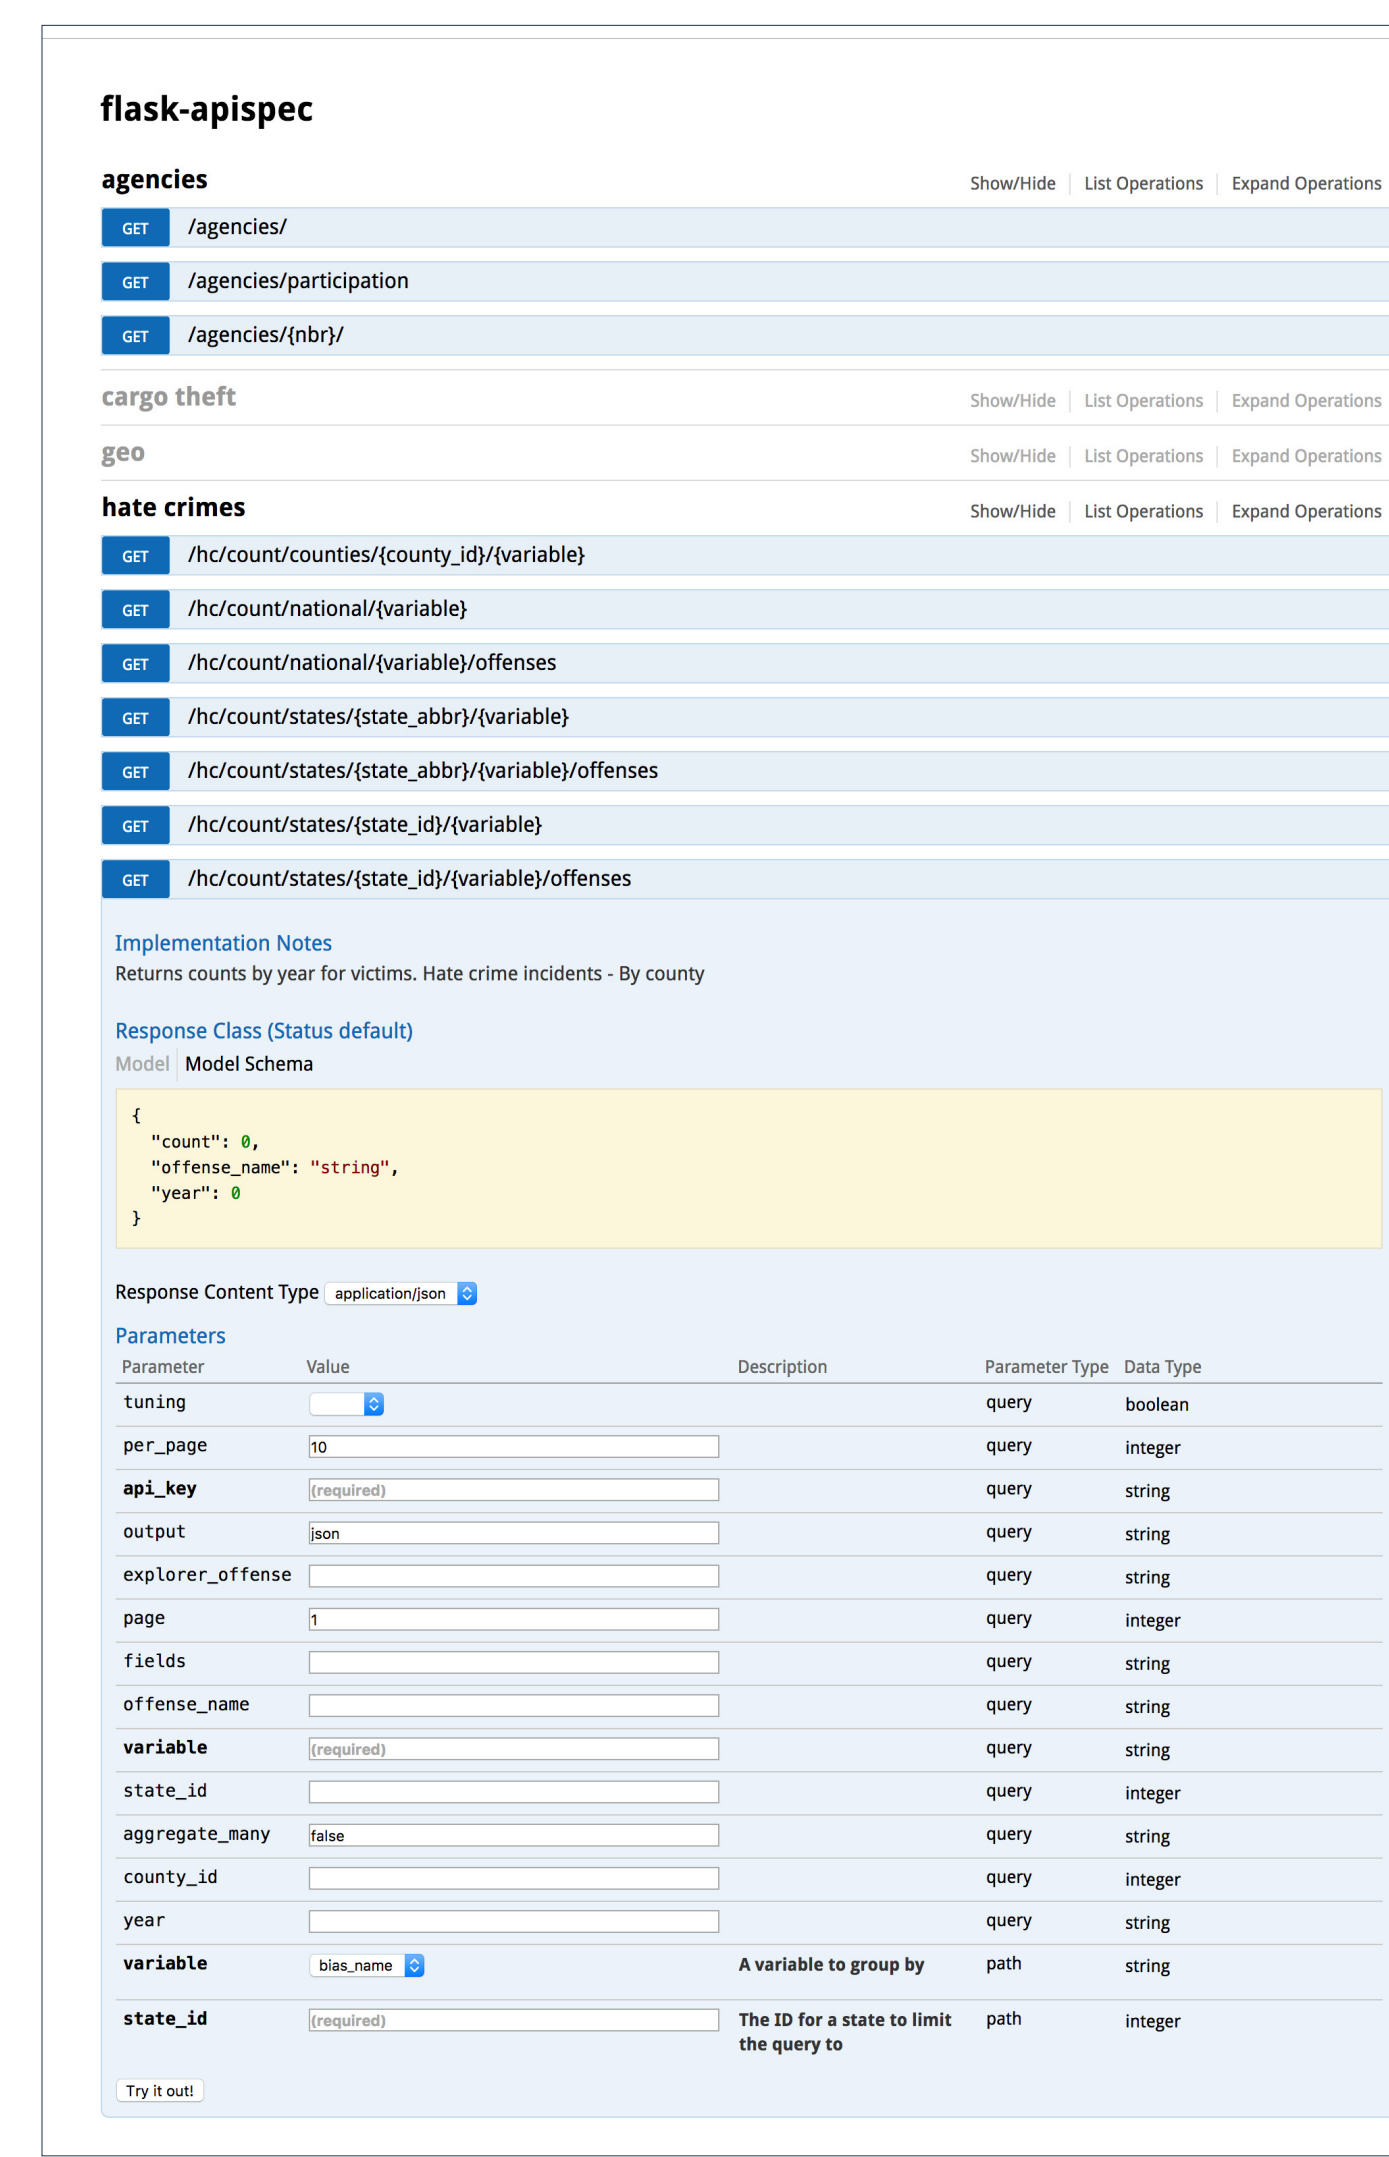 flask-apispec
agencies Show/Hide List Operations Expand Operations
GET /agencies/
GET /agencies/participation
GET /agencies/{nbr}/
cargo theft Show/Hide List Operations Expand Operations
geo Show/Hide List Operations Expand Operations
hate crimes Show/Hide List Operations Expand Operations
GET /hc/count/counties/{county_id}/{variable}
GET /hc/count/national/{variable}
GET /hc/count/national/{variable}/offenses
GET /hc/count/states/{state_abbr}/{variable}
GET /hc/count/states/{state_abbr}/{variable}/offenses
GET /hc/count/states/{state_id}/{variable}
GET /hc/count/states/{state_id}/{variable}/offenses
Implementation Notes
Returns counts by year for victims. Hate crime incidents - By county
Response Class (Status default)
Model Model Schema
{
"count": 0,
"offense_name": "string",
"year": 0
}
Response Content Type application/json
Parameters
Parameter Value Description Parameter Type Data Type
tuning query boolean
per_page 10 query integer
api_key (required) query string
output json query string
explorer_offense query string
page 1 query integer
fields query string
offense_name query string
variable (required) query string
state_id query integer
aggregate_many false query string
county_id query integer
year query string
variable bias_name A variable to group by path string
state_id (required) The ID for a state to limit path integer
the query to
Try it out!